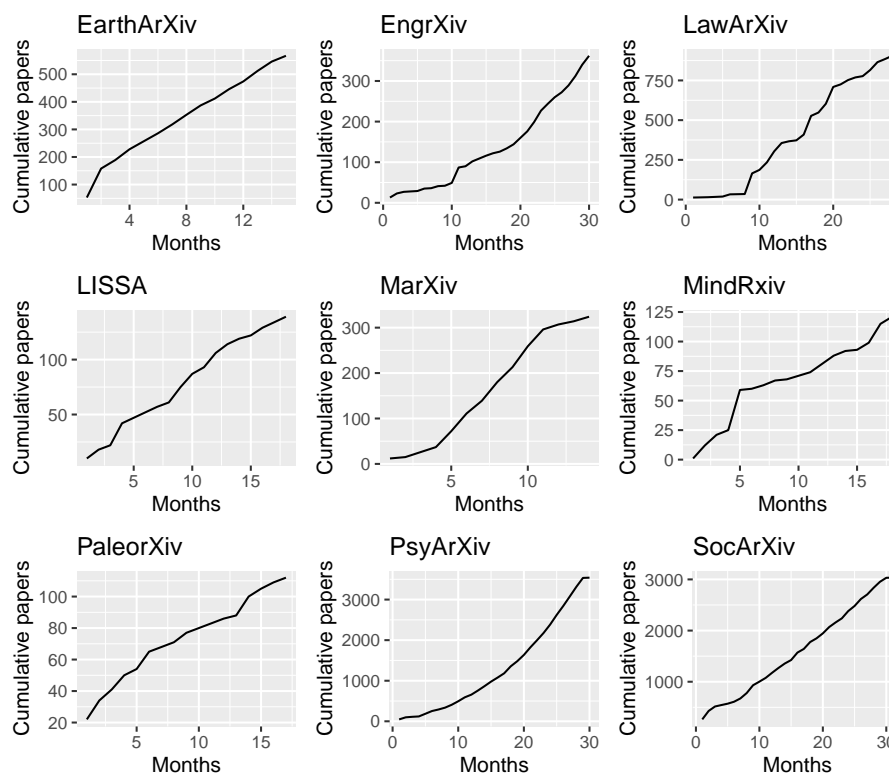 EarthArXiv
EngrXiv
LawArXiv
Cumulative papers
500
400
300
200
100
4
8
12
Months
Cumulative papers
300
200
100
0
0
10
20
30
Months
Cumulative papers
750
500
250
0
0
10
20
Months
LISSA
MarXiv
MindRxiv
Cumulative papers
100
50
5
10
15
Months
Cumulative papers
300
200
100
0
5
10
Months
Cumulative papers
125
100
75
50
25
0
5
10
15
Months
PaleorXiv
PsyArXiv
SocArXiv
Cumulative papers
100
80
60
40
20
5
10
15
Months
Cumulative papers
3000
2000
1000
0
0
10
20
30
Months
Cumulative papers
3000
2000
1000
0
10
20
30
Months